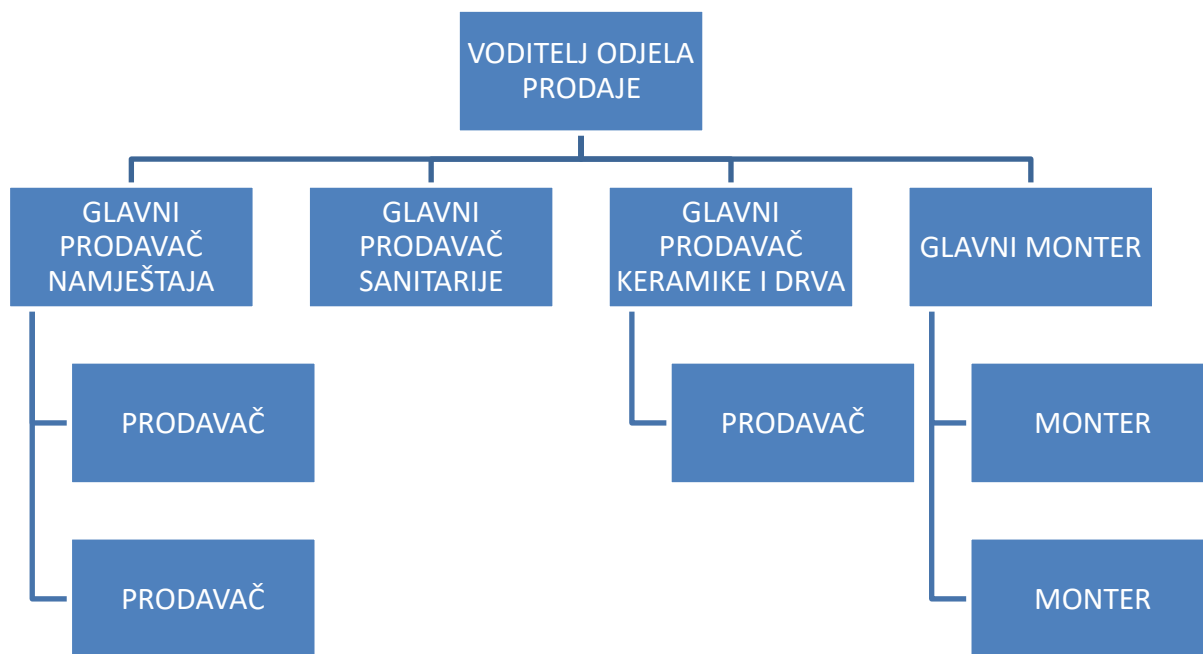 VODITELJ ODJELA
PRODAJE
GLAVNI
PRODAVAČ
NAMJEŠTAJA
GLAVNI
PRODAVAČ
SANITARIJE
GLAVNI
PRODAVAČ
KERAMIKE I DRVA
GLAVNI MONTER
PRODAVAČ
PRODAVAČ
MONTER
PRODAVAČ
MONTER